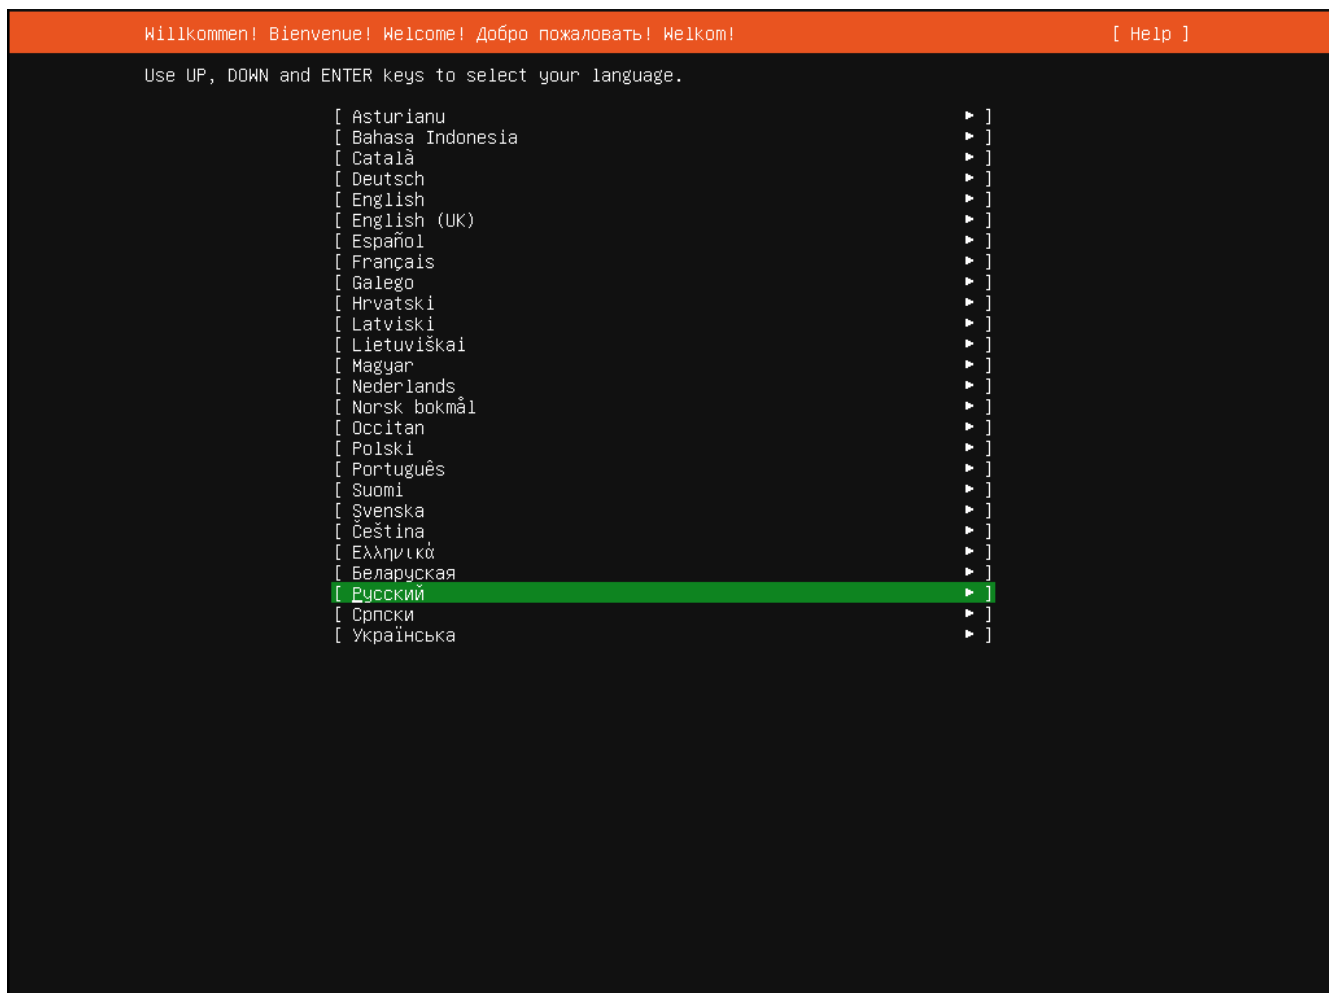 Willkommen! Bienvenue! Welcome! Добро пожаловать! Welkom! [ Help ]
Use UP, DOWN and ENTER keys to select your language.
[ Asturianu ► ]
[ Bahasa Indonesia ► ]
[ Català ► ]
[ Deutsch ► ]
[ English ► ]
[ English (UK) ► ]
[ Español ► ]
[ Français ► ]
[ Galego ► ]
[ Hrvatski ► ]
[ Latviski ► ]
[ Lietuviškai ► ]
[ Magyar ► ]
[ Nederlands ► ]
[ Norsk bokmål ► ]
[ Occitan ► ]
[ Polski ► ]
[ Português ► ]
[ Suomi ► ]
[ Svenska ► ]
[ Čeština ► ]
[ Ελληνικά ► ]
[ Беларуская ► ]
[ Русский ► ]
[ Српски ► ]
[ Українська ► ]